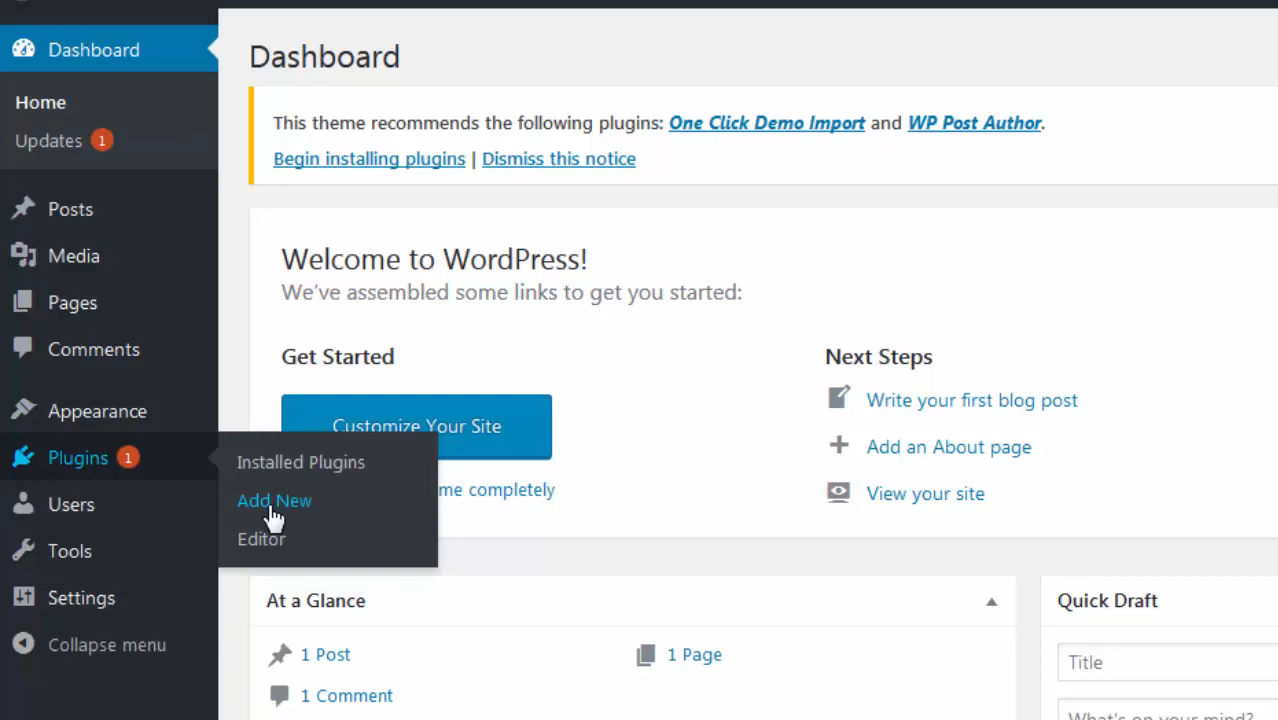 Dashboard
Home
Updates 1
Posts
Media
Pages
Comments
Appearance
Plugins 1
Installed Plugins
Add New
Editor
Users
Tools
Settings
Collapse menu
Dashboard
This theme recommends the following plugins: One Click Demo Import and WP Post Author.
Begin installing plugins | Dismiss this notice
Welcome to WordPress!
We've assembled some links to get you started:
Get Started
Customize Your Site
me completely
Next Steps
Write your first blog post
Add an About page
View your site
At a Glance
1 Post
1 Page
1 Comment
Quick Draft
Title
What's on your mind?